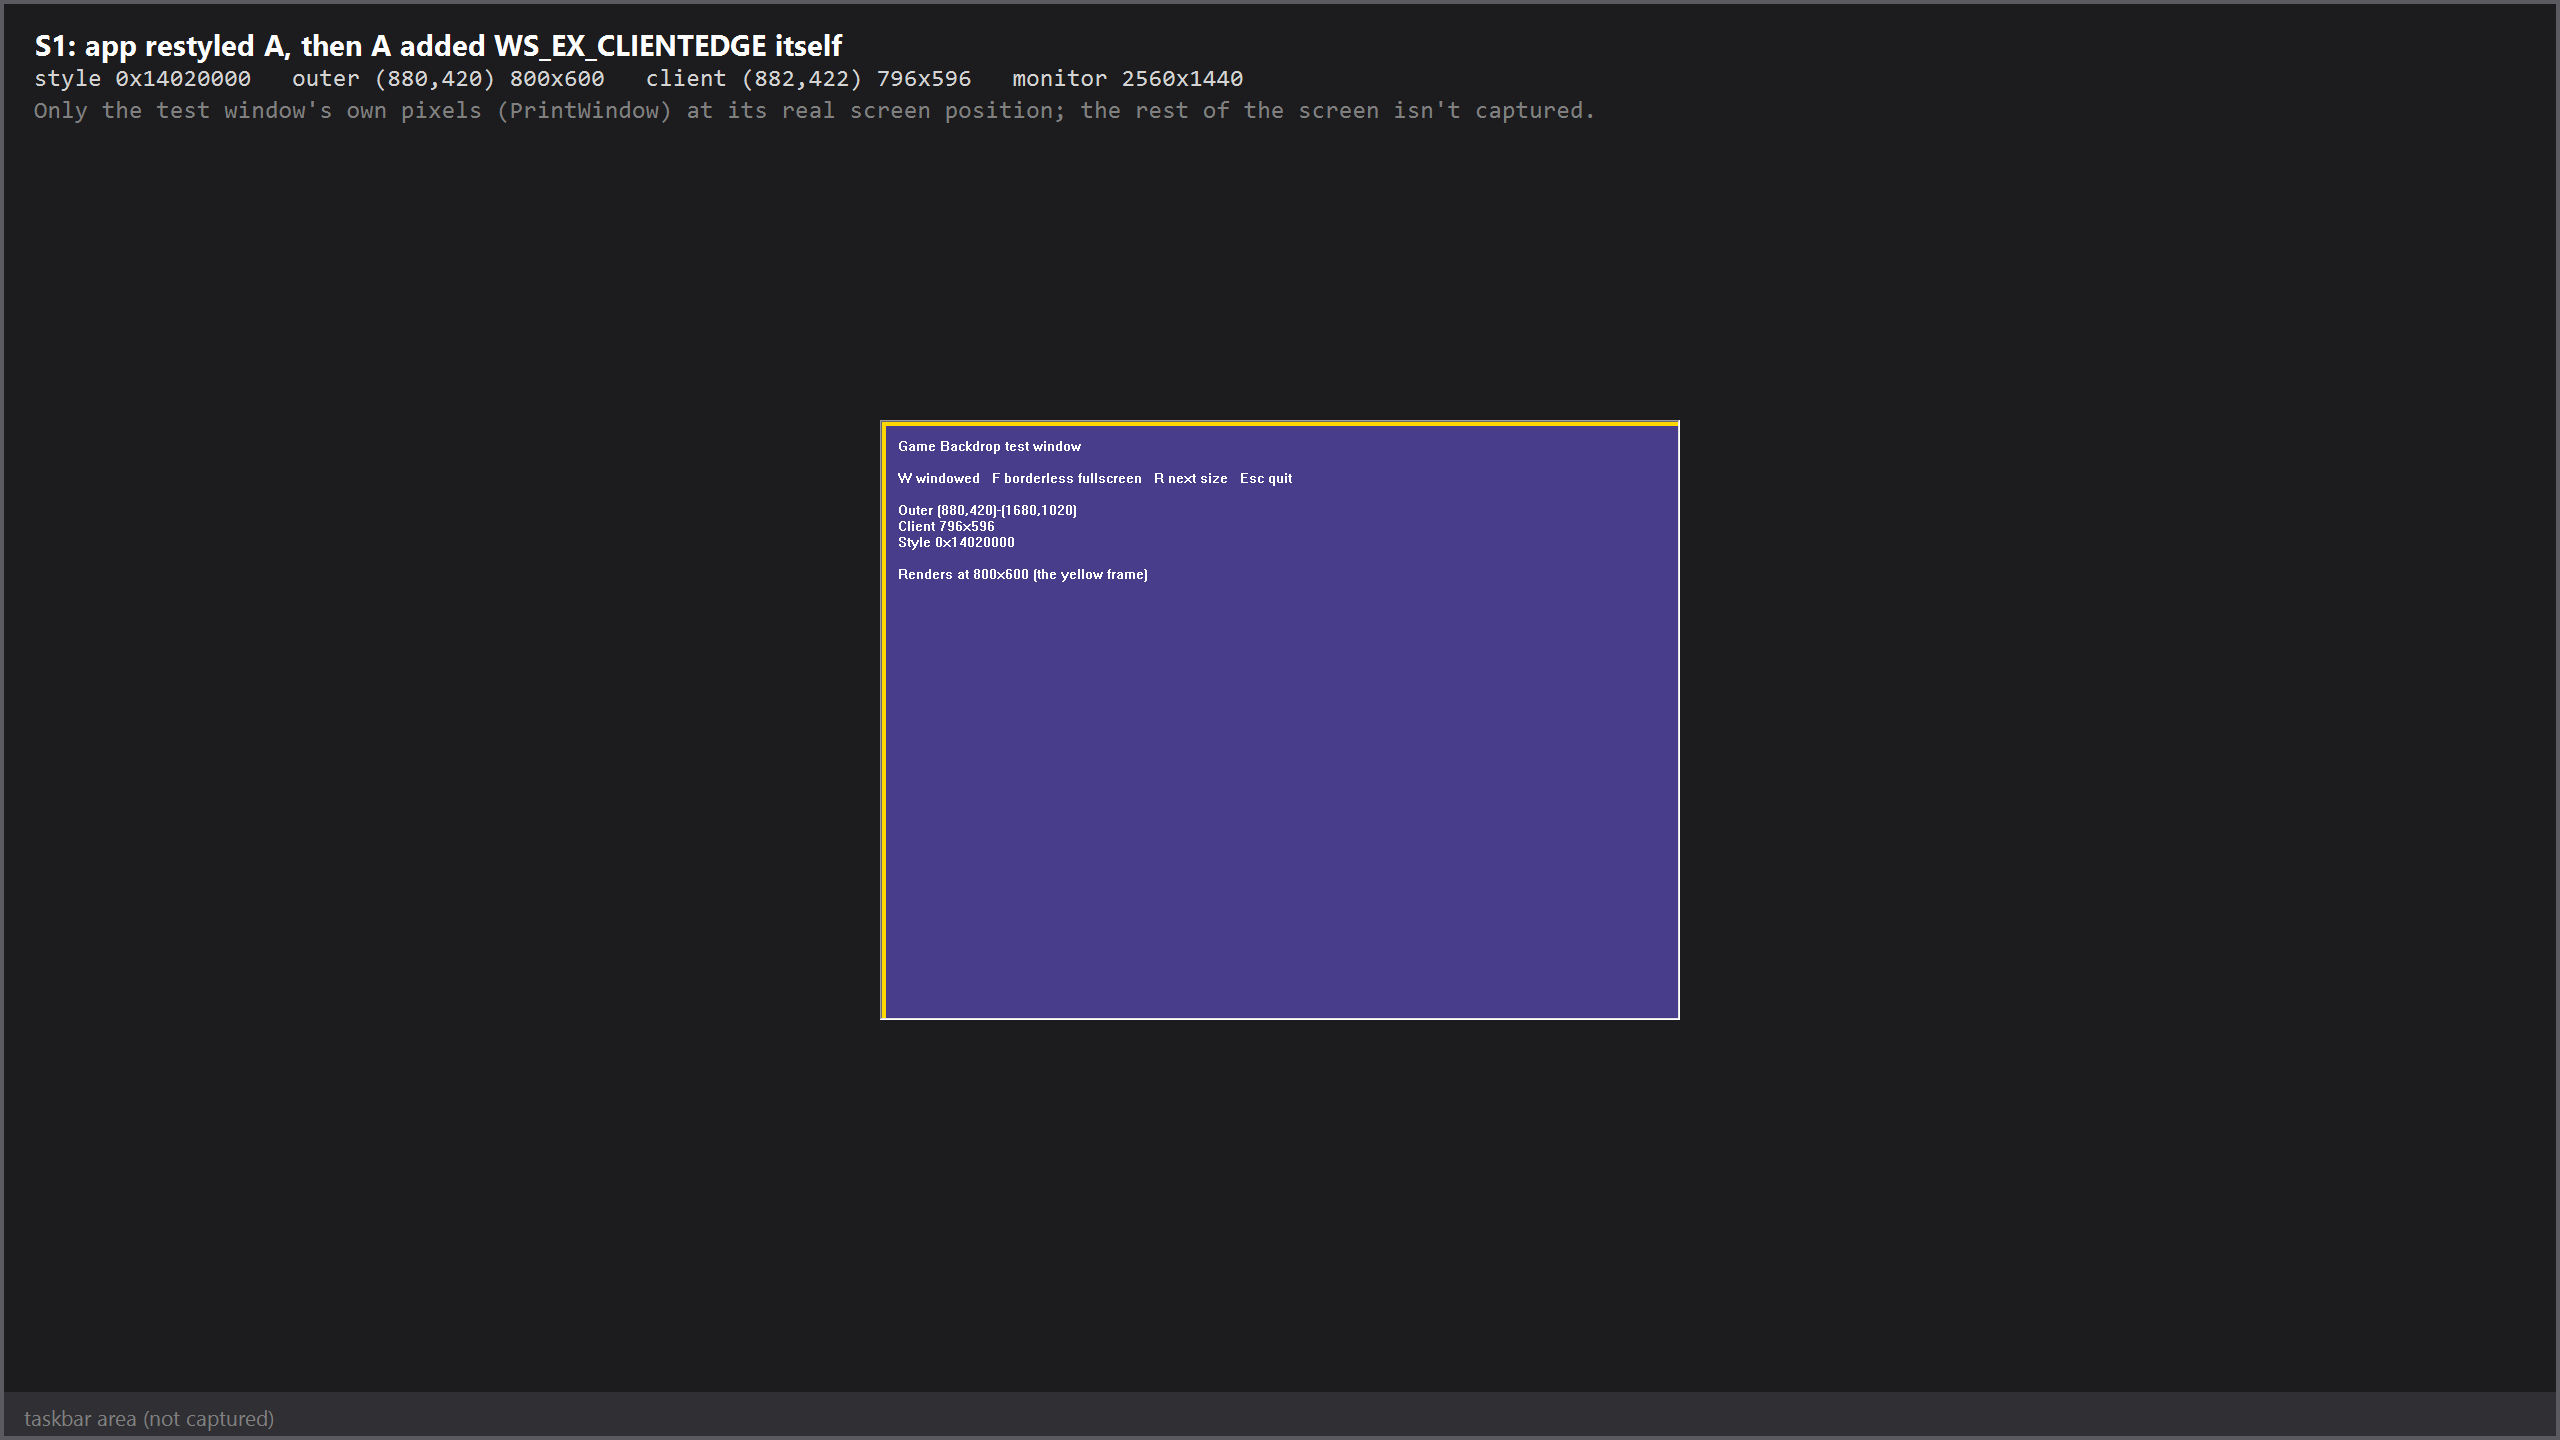 S1: app restyled A, then A added WS_EX_CLIENTEDGE itself
style 0x14020000   outer (880,420) 800x600   client (882,422) 796x596   monitor 2560x1440
Only the test window's own pixels (PrintWindow) at its real screen position; the rest of the screen isn't captured.
Game Backdrop test window
W windowed   F borderless fullscreen   R next size   Esc quit
Outer (880,420)-(1680,1020)
Client 796x596
Style 0x14020000
Renders at 800x600 (the yellow frame)
taskbar area (not captured)